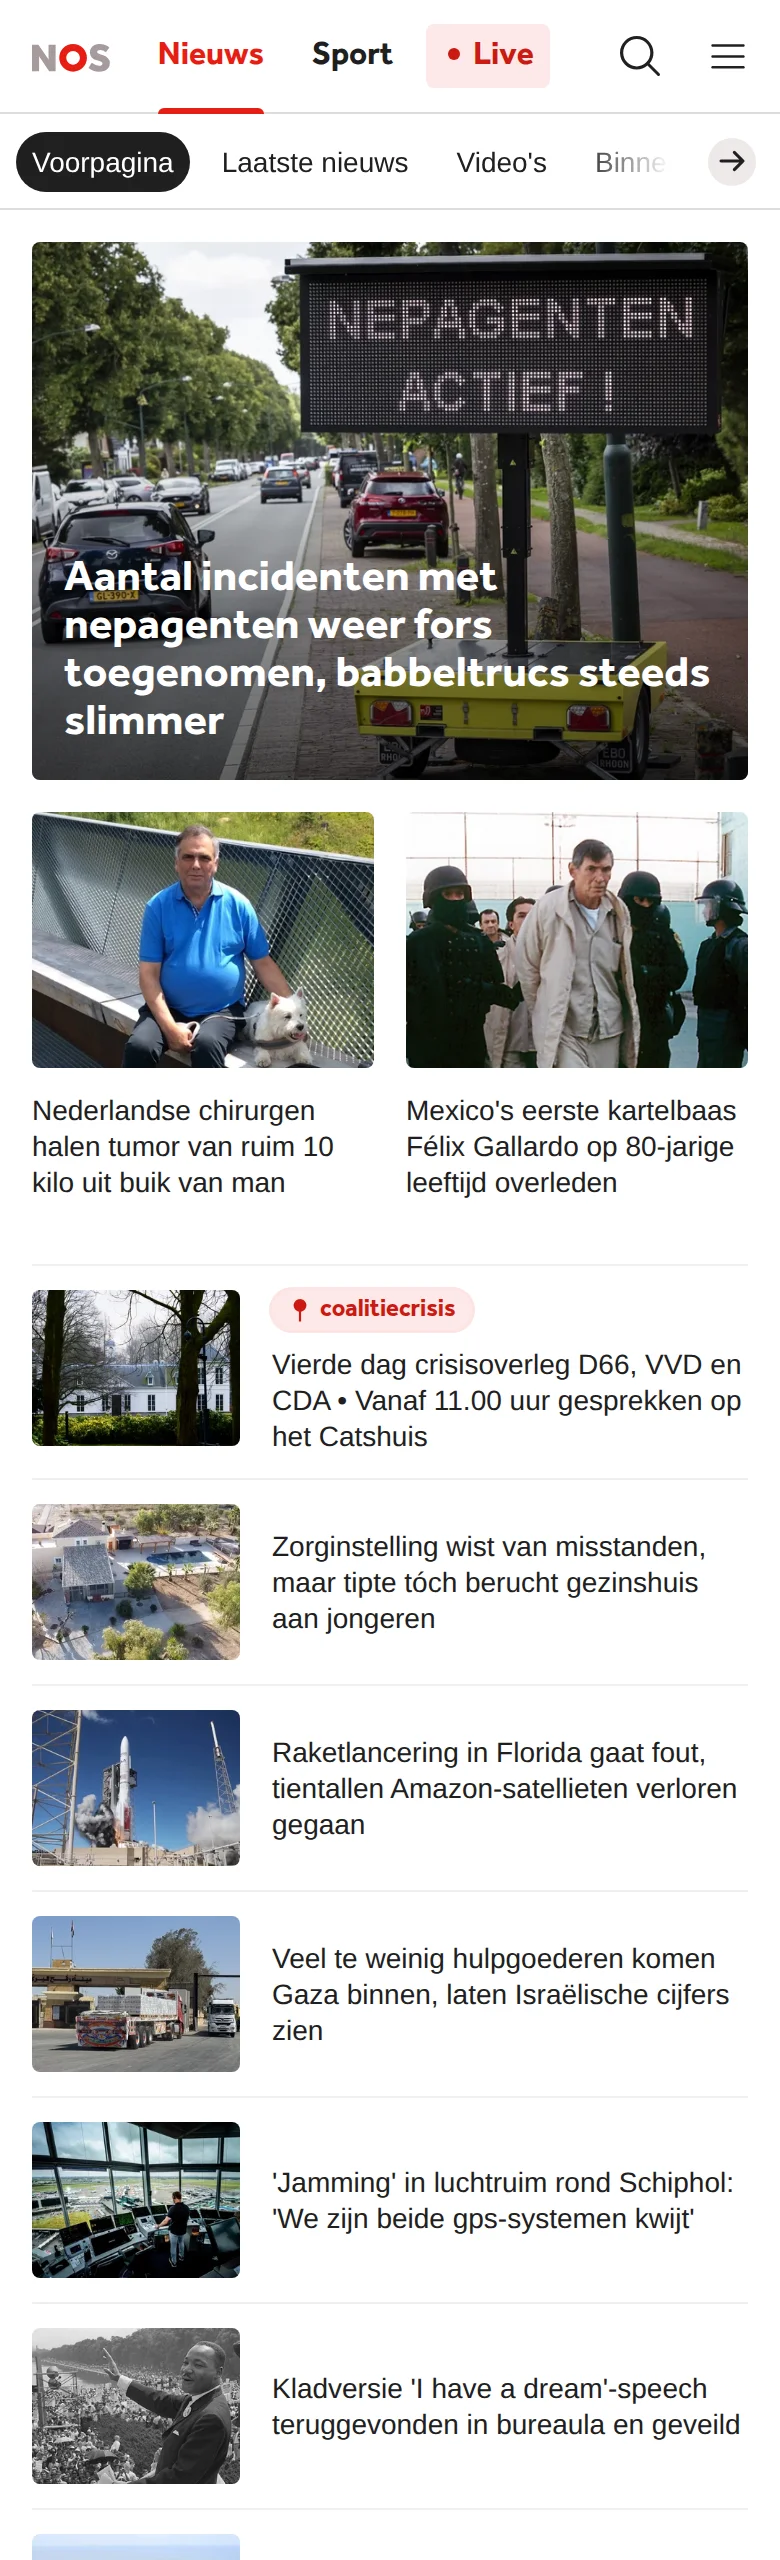 NOS
Nieuws
Sport
Live
Voorpagina
Laatste nieuws
Video's
Binne
NEPAGENTEN
ACTIEF !
GL-390-X
Aantal incidenten met
nepagenten weer fors
toegenomen, babbeltrucs steeds
slimmer
EBO
RHOON
Nederlandse chirurgen
halen tumor van ruim 10
kilo uit buik van man
Mexico's eerste kartelbaas
Félix Gallardo op 80-jarige
leeftijd overleden
coalitiecrisis
Vierde dag crisisoverleg D66, VVD en
CDA • Vanaf 11.00 uur gesprekken op
het Catshuis
Zorginstelling wist van misstanden,
maar tipte tóch berucht gezinshuis
aan jongeren
Raketlancering in Florida gaat fout,
tientallen Amazon-satellieten verloren
gegaan
Veel te weinig hulpgoederen komen
Gaza binnen, laten Israëlische cijfers
zien
'Jamming' in luchtruim rond Schiphol:
'We zijn beide gps-systemen kwijt'
Kladversie 'I have a dream'-speech
teruggevonden in bureaula en geveild